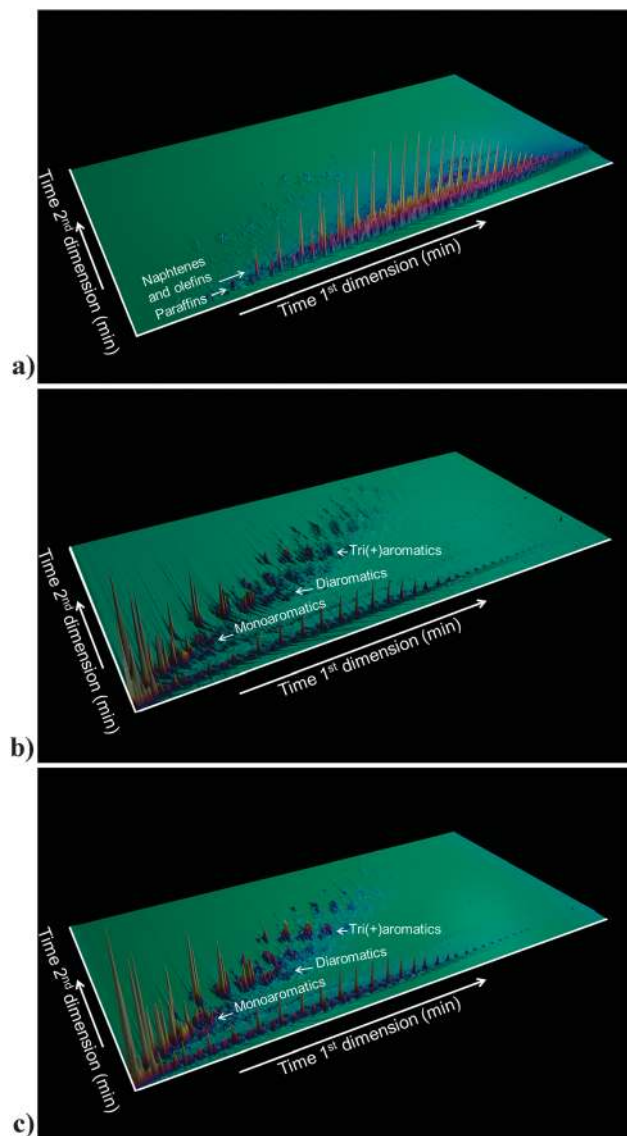 Time 2nd dimension (min)
Naphtenes
and olefins
Paraffins
Time 1st dimension (min)
a)
Time 2nd dimension (min)
Tri(+)aromatics
Diaromatics
Monoaromatics
Time 1st dimension (min)
b)
Time 2nd dimension (min)
Tri(+)aromatics
Diaromatics
Monoaromatics
Time 1st dimension (min)
c)